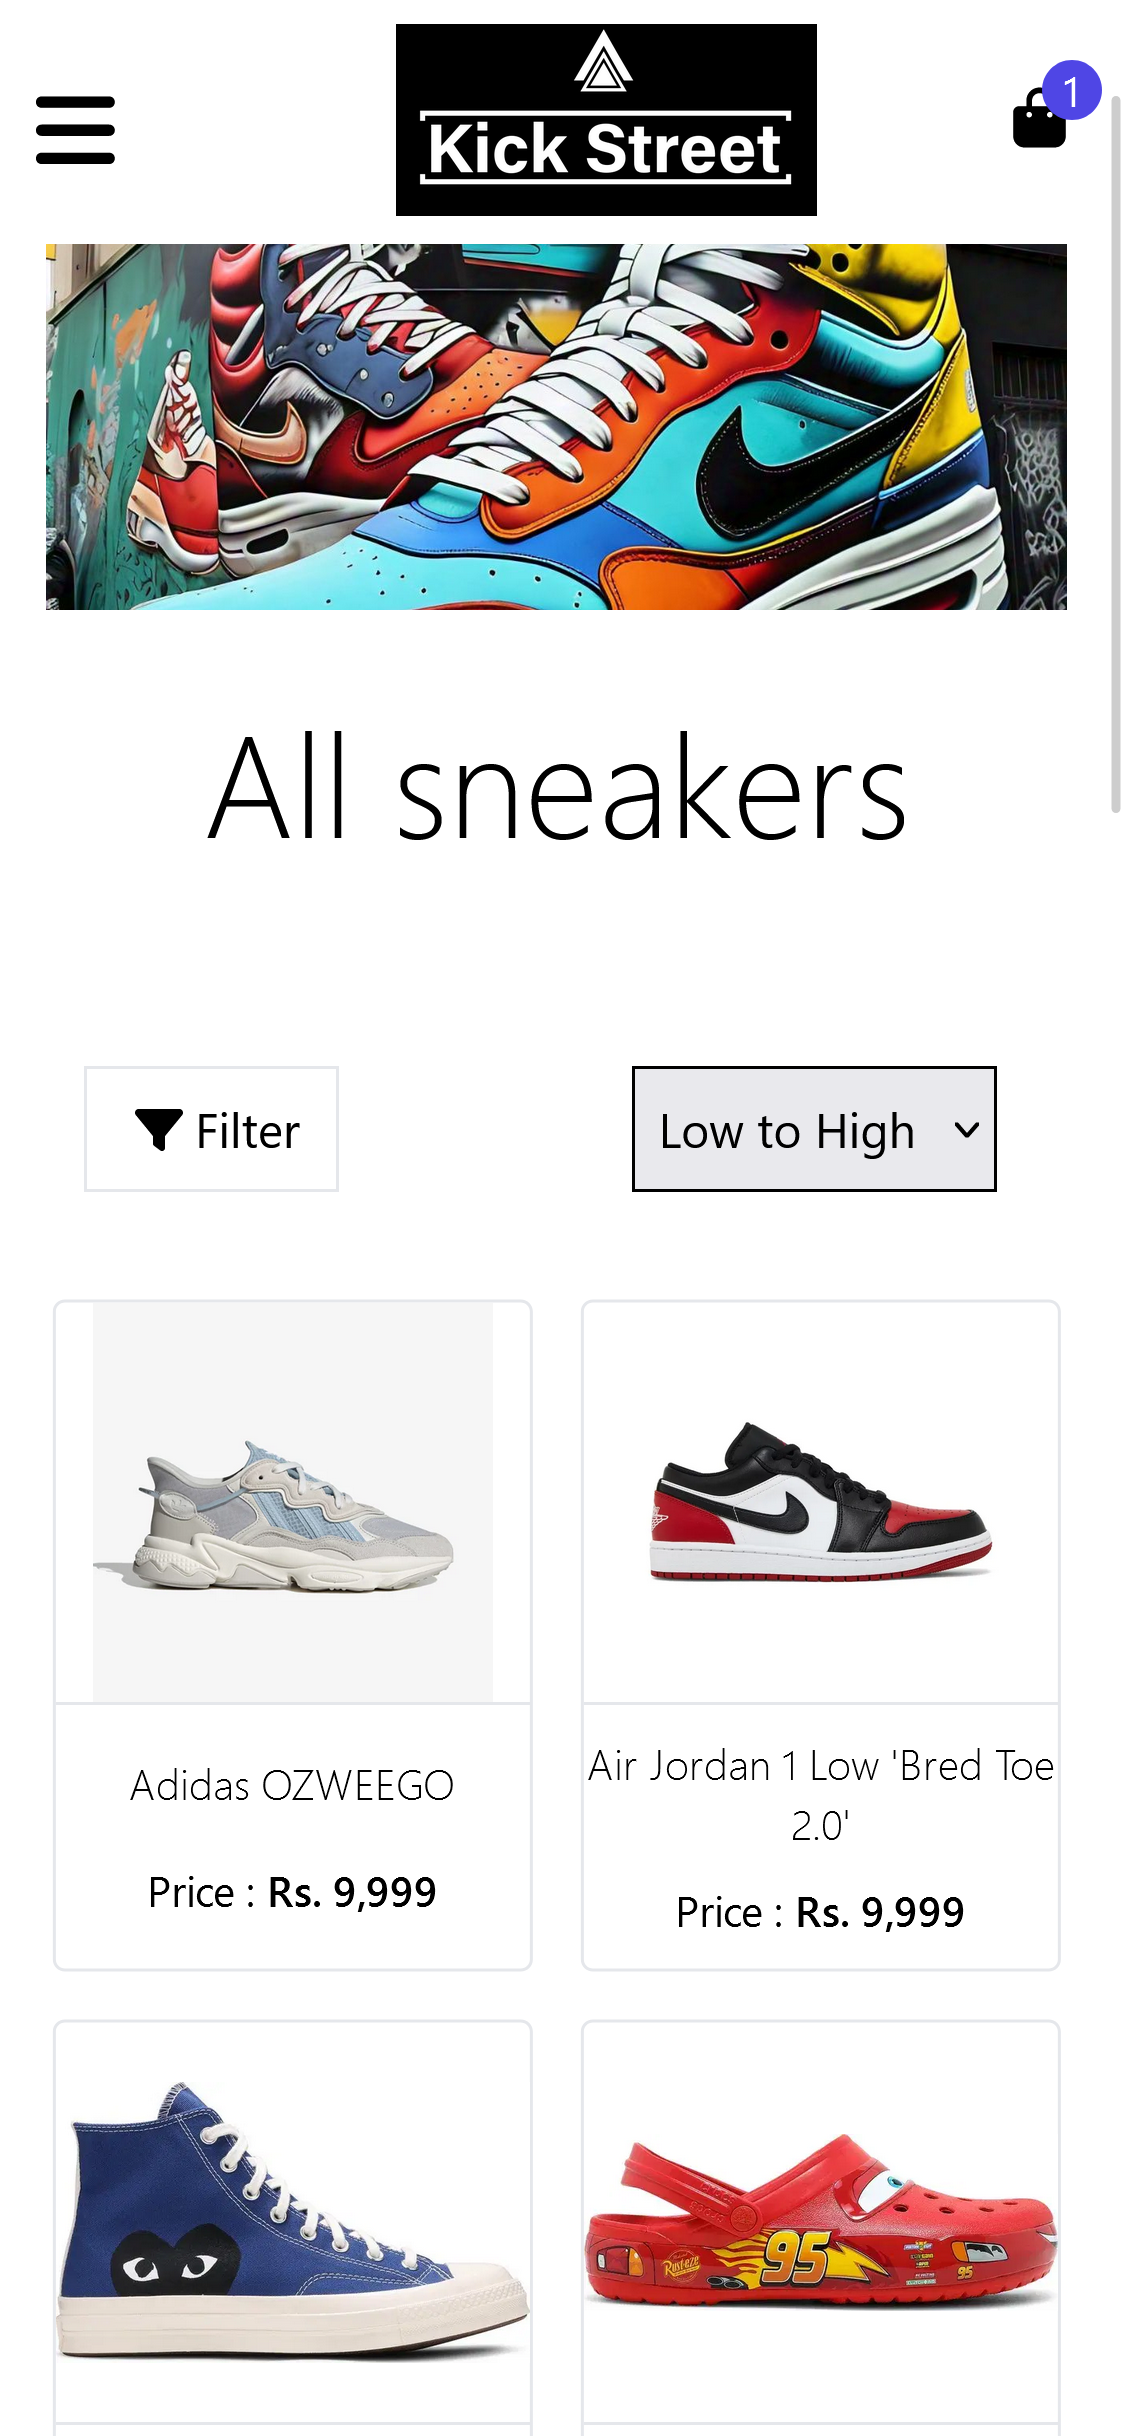 Kick Street
1
All sneakers
Filter
Low to High
Adidas OZWEEGO
Price : Rs. 9,999
Air Jordan 1 Low 'Bred Toe
2.0'
Price : Rs. 9,999
95
Rust-eze
95